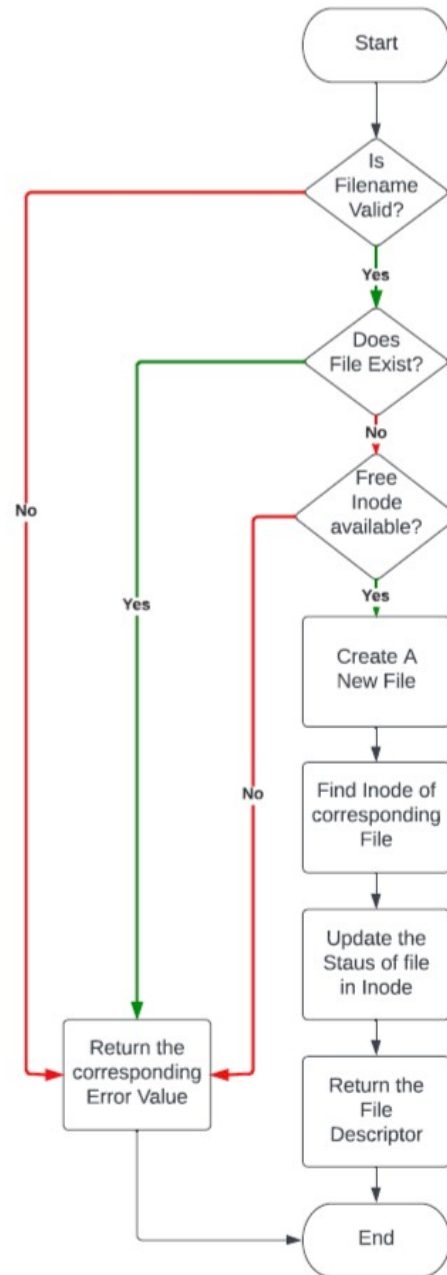 Start
Is
Filename
Valid?
Yes
Does
File Exist?
No
Free
Inode
available?
No
Yes
Yes
Create A
New File
No
Find Inode of
corresponding
File
Update the
Staus of file
in Inode
Return the
corresponding
Error Value
Return the
File
Descriptor
End